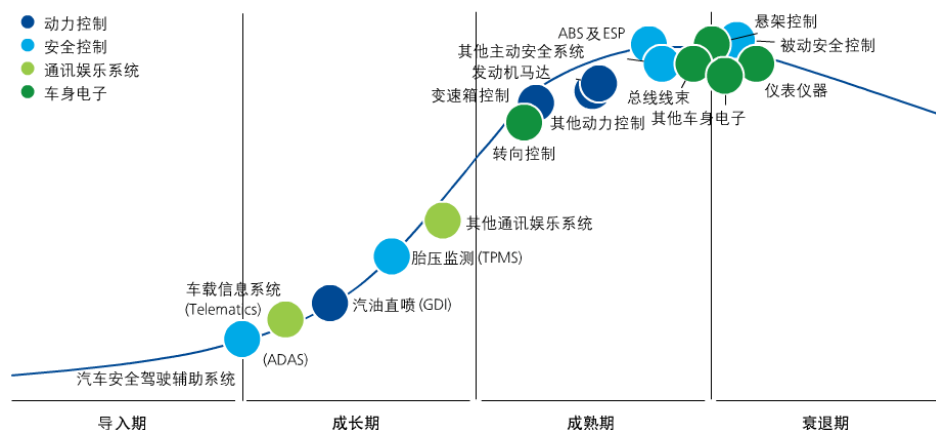 动力控制
安全控制
通讯娱乐系统
车身电子
ABS及ESP
悬架控制
其他主动安全系统
被动安全控制
发动机马达
变速箱控制
总线线束
仪表仪器
其他动力控制
其他车身电子
转向控制
其他通讯娱乐系统
胎压监测(TPMS)
车载信息系统
(Telematics)
汽油直喷(GDI)
(ADAS)
汽车安全驾驶辅助系统
导入期
成长期
成熟期
衰退期